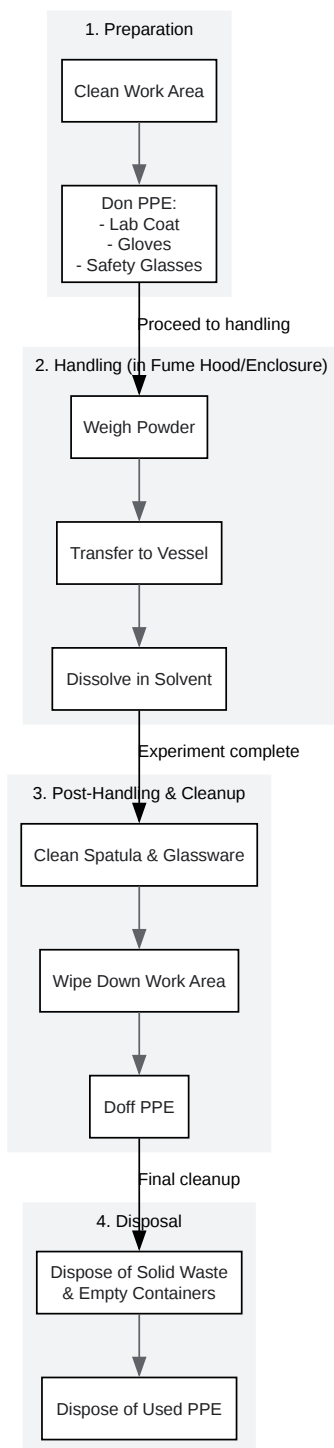 1. Preparation
Clean Work Area
Don PPE:
- Lab Coat
- Gloves
- Safety Glasses
Proceed to handling
2. Handling (in Fume Hood/Enclosure)
Weigh Powder
Transfer to Vessel
Dissolve in Solvent
Experiment complete
3. Post-Handling & Cleanup
Clean Spatula & Glassware
Wipe Down Work Area
Doff PPE
Final cleanup
4. Disposal
Dispose of Solid Waste
& Empty Containers
Dispose of Used PPE